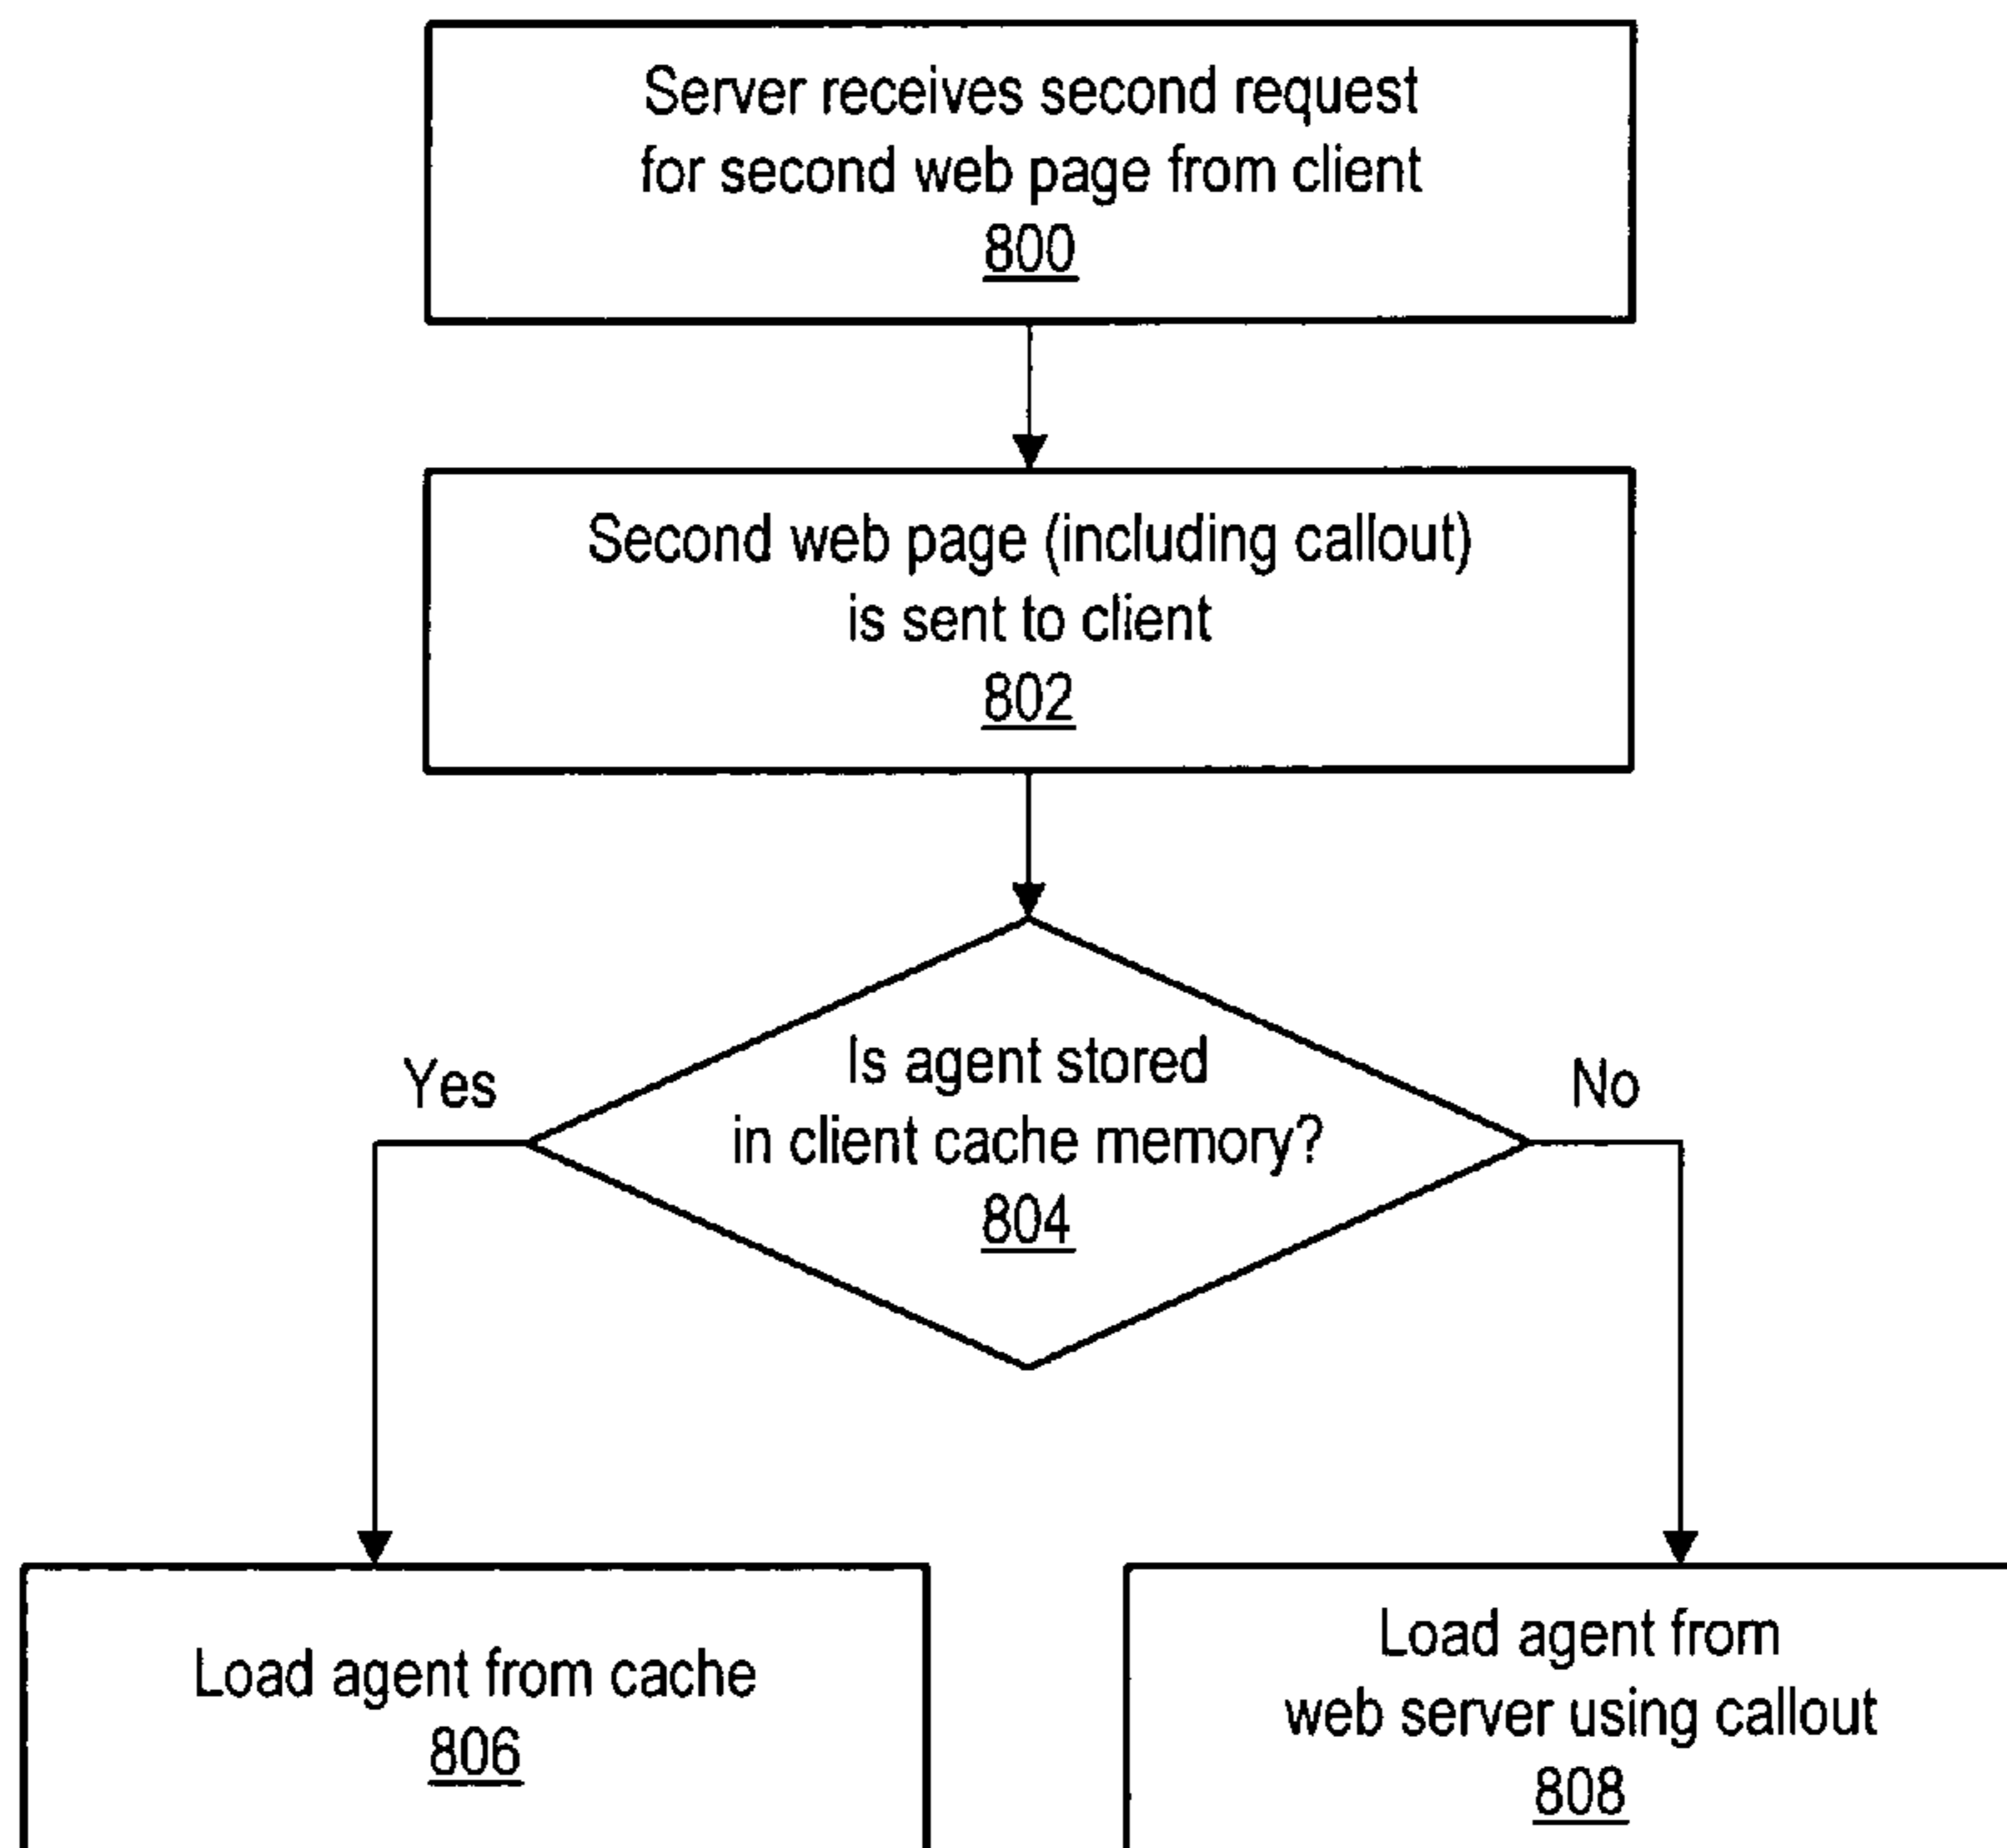 Server receives second request
for second web page from client
800
Second web page (including callout)
is sent to client
802
Is agent stored
in client cache memory?
804
Yes
No
Load agent from cache
806
Load agent from
web server using callout
808